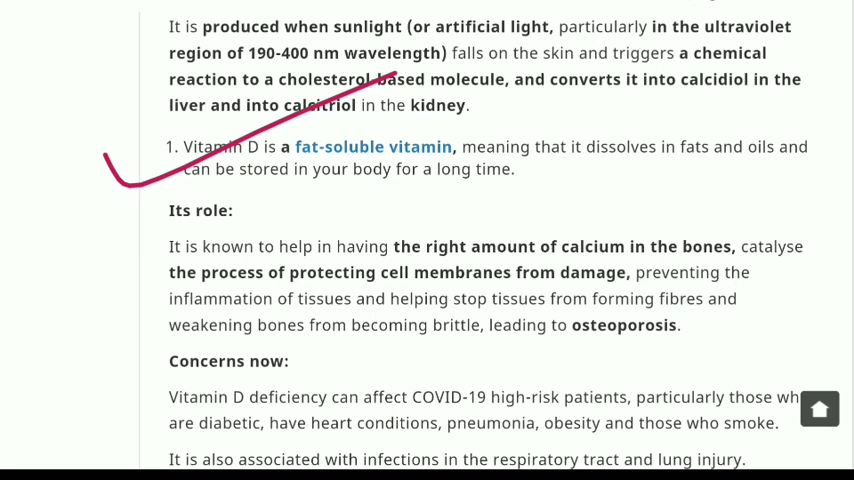 It is produced when sunlight (or artificial light, particularly in the ultraviolet
region of 190-400 nm wavelength) falls on the skin and triggers a chemical
reaction to a cholesterol-based molecule, and converts it into calcidiol in the
liver and into calcitriol in the kidney.
1. Vitamin D is a fat-soluble vitamin, meaning that it dissolves in fats and oils and
can be stored in your body for a long time.
Its role:
It is known to help in having the right amount of calcium in the bones, catalyse
the process of protecting cell membranes from damage, preventing the
inflammation of tissues and helping stop tissues from forming fibres and
weakening bones from becoming brittle, leading to osteoporosis.
Concerns now:
Vitamin D deficiency can affect COVID-19 high-risk patients, particularly those who
are diabetic, have heart conditions, pneumonia, obesity and those who smoke.
It is also associated with infections in the respiratory tract and lung injury.